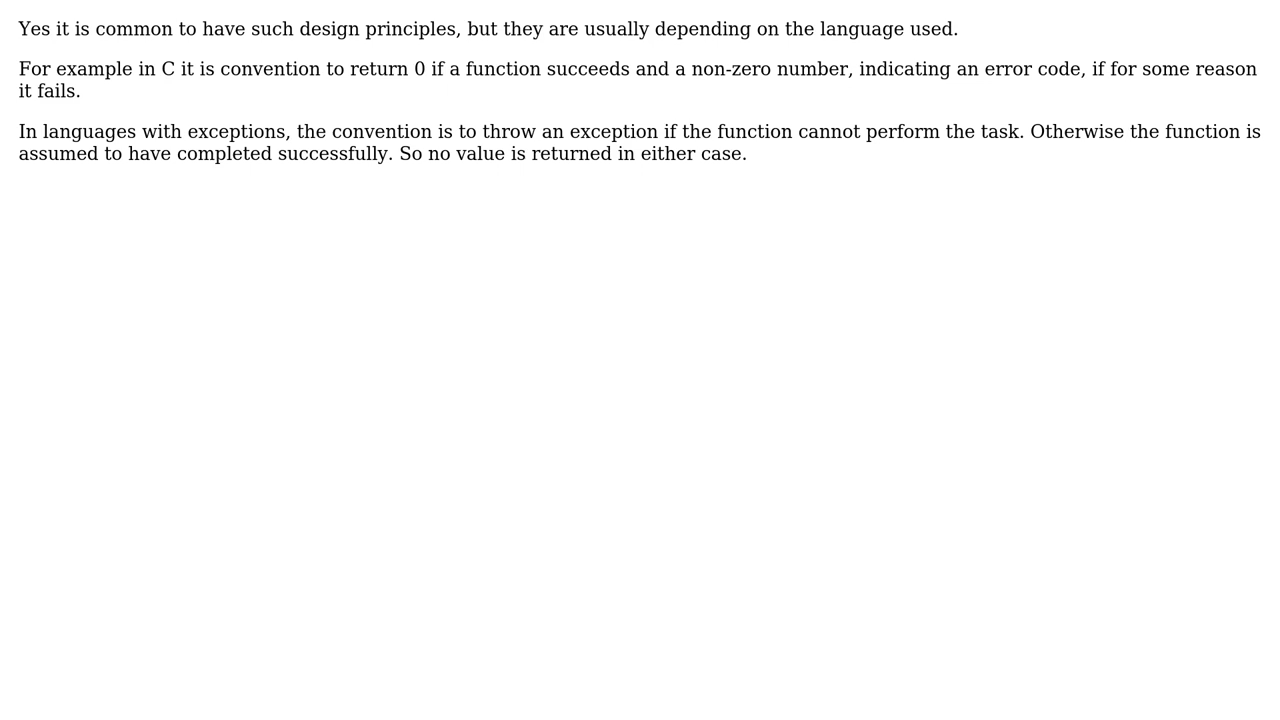 Yes it is common to have such design principles, but they are usually depending on the language used.
For example in C it is convention to return 0 if a function succeeds and a non-zero number, indicating an error code, if for some reason
it fails.
In languages with exceptions, the convention is to throw an exception if the function cannot perform the task. Otherwise the function is
assumed to have completed successfully. So no value is returned in either case.